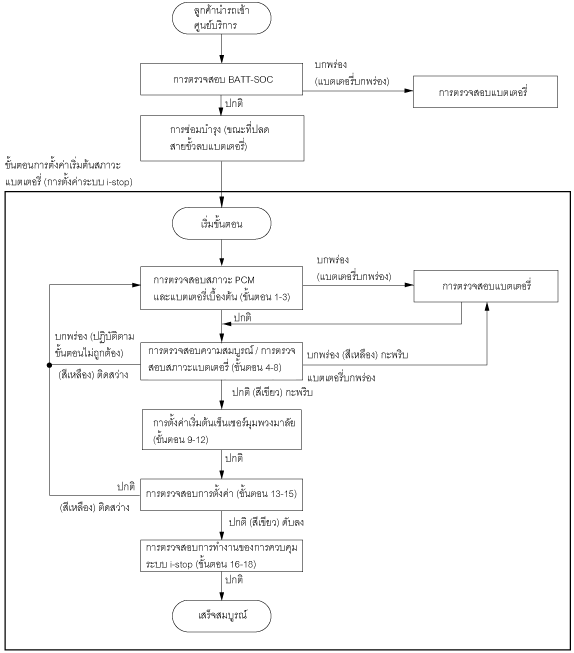 ลูกค้านำรถเข้า
ศูนย์บริการ
การตรวจสอบ BATT-SOC
บกพร่อง
(แบตเตอรี่บกพร่อง)
การตรวจสอบแบตเตอรี่
ปกติ
การซ่อมบำรุง (ขณะที่ปลด
สายขั้วลบแบตเตอรี่)
ขั้นตอนการตั้งค่าเริ่มต้นสภาวะ
แบตเตอรี่ (การตั้งค่าระบบ i-stop)
เริ่มขั้นตอน
การตรวจสอบสภาวะ PCM
และแบตเตอรี่เบื้องต้น (ขั้นตอน 1-3)
บกพร่อง
(แบตเตอรี่บกพร่อง)
การตรวจสอบแบตเตอรี่
ปกติ
บกพร่อง (ปฏิบัติตาม
ขั้นตอนไม่ถูกต้อง)
(สีเหลือง) ติดสว่าง
การตรวจสอบความสมบูรณ์ / การตรวจ
สอบสภาวะแบตเตอรี่ (ขั้นตอน 4-8)
บกพร่อง (สีเหลือง) กะพริบ
แบตเตอรี่บกพร่อง
ปกติ (สีเขียว) กะพริบ
การตั้งค่าเริ่มต้นเซ็นเซอร์มุมพวงมาลัย
(ขั้นตอน 9-12)
ปกติ
ปกติ
(สีเหลือง) ติดสว่าง
การตรวจสอบการตั้งค่า (ขั้นตอน 13-15)
ปกติ (สีเขียว) ดับลง
การตรวจสอบการทำงานของการควบคุม
ระบบ i-stop (ขั้นตอน 16-18)
ปกติ
เสร็จสมบูรณ์